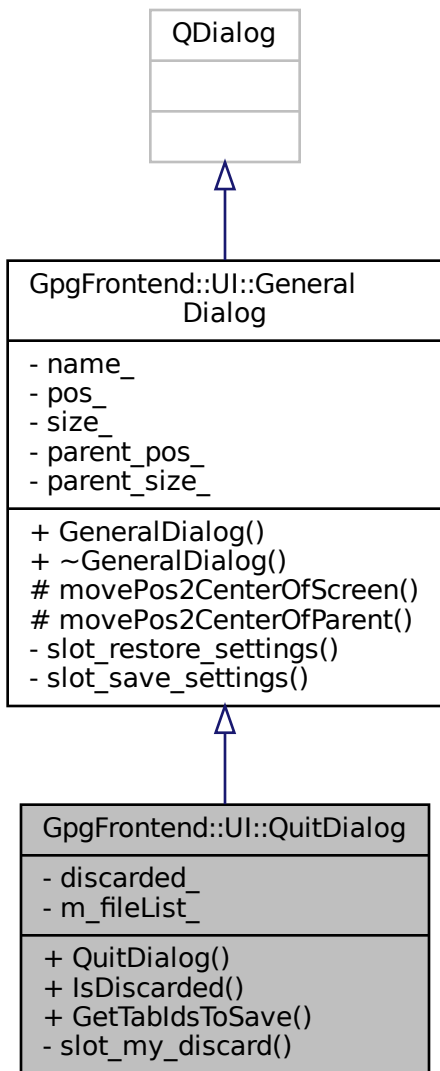 QDialog
GpgFrontend::UI::General
Dialog
- name_
- pos_
- size_
- parent_pos_
- parent_size_
+ GeneralDialog()
+ ~GeneralDialog()
# movePos2CenterOfScreen()
# movePos2CenterOfParent()
- slot_restore_settings()
- slot_save_settings()
GpgFrontend::UI::QuitDialog
- discarded_
- m_fileList_
+ QuitDialog()
+ IsDiscarded()
+ GetTabIdsToSave()
- slot_my_discard()